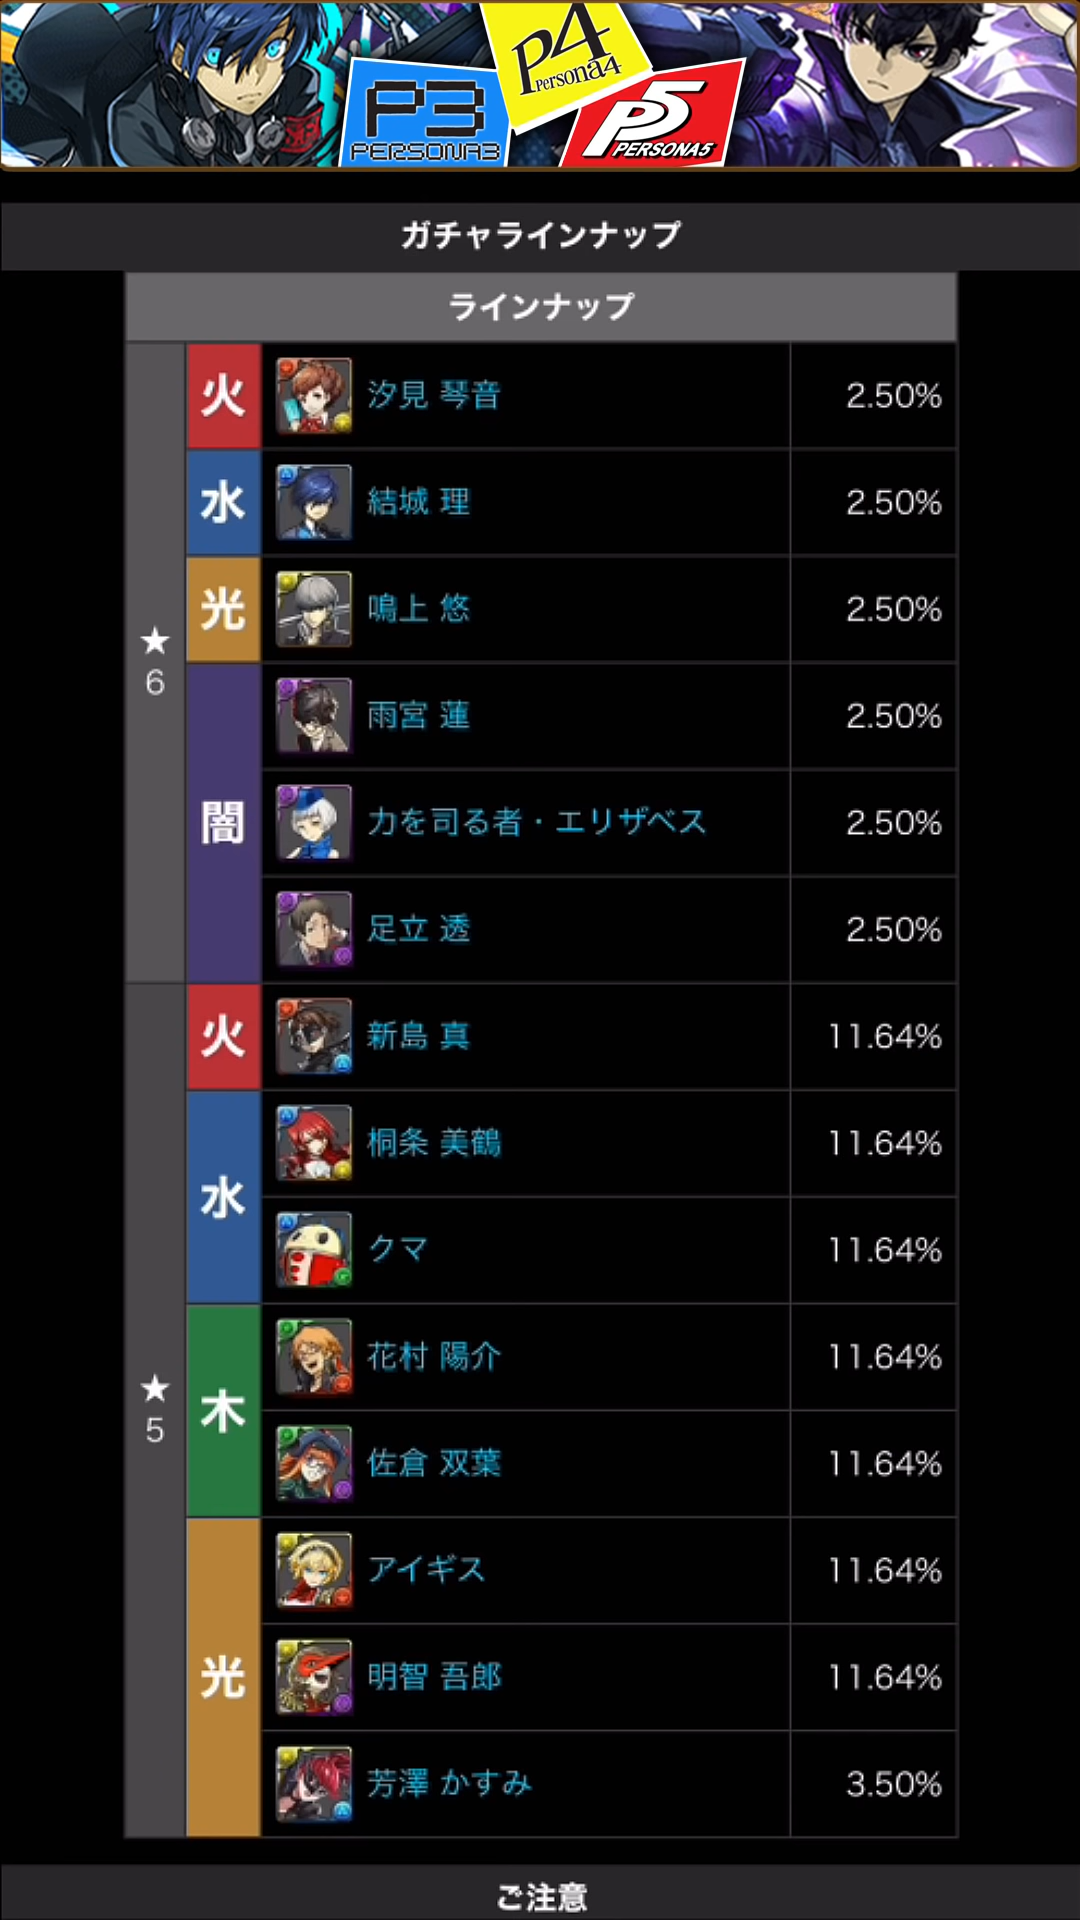 P3
PERSONA3
P4
Persona4
P5
PERSONA5
ガチャラインナップ
ラインナップ
★6
火
汐見 琴音 2.50%
水
結城 理 2.50%
光
鳴上 悠 2.50%
闇
雨宮 蓮 2.50%
力を司る者・エリザベス 2.50%
足立 透 2.50%
★5
火
新島 真 11.64%
水
桐条 美鶴 11.64%
クマ 11.64%
木
花村 陽介 11.64%
佐倉 双葉 11.64%
光
アイギス 11.64%
明智 吾郎 11.64%
芳澤 かすみ 3.50%
ご注意